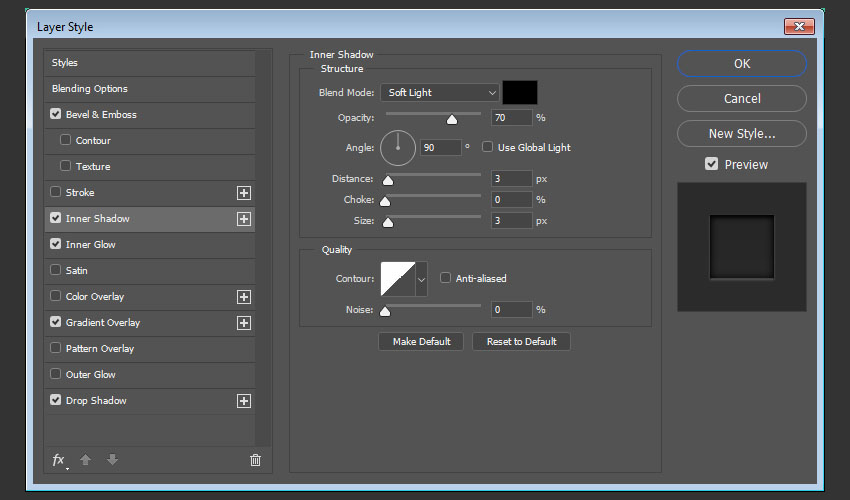 Layer Style
Styles
Blending Options
Bevel & Emboss
Contour
Texture
Stroke
Inner Shadow
Inner Glow
Satin
Color Overlay
Gradient Overlay
Pattern Overlay
Outer Glow
Drop Shadow
fx
Inner Shadow
Structure
Blend Mode: Soft Light
Opacity: 70 %
Angle: 90 ° Use Global Light
Distance: 3 px
Choke: 0 %
Size: 3 px
Quality
Contour: Anti-aliased
Noise: 0 %
Make Default Reset to Default
OK
Cancel
New Style...
Preview